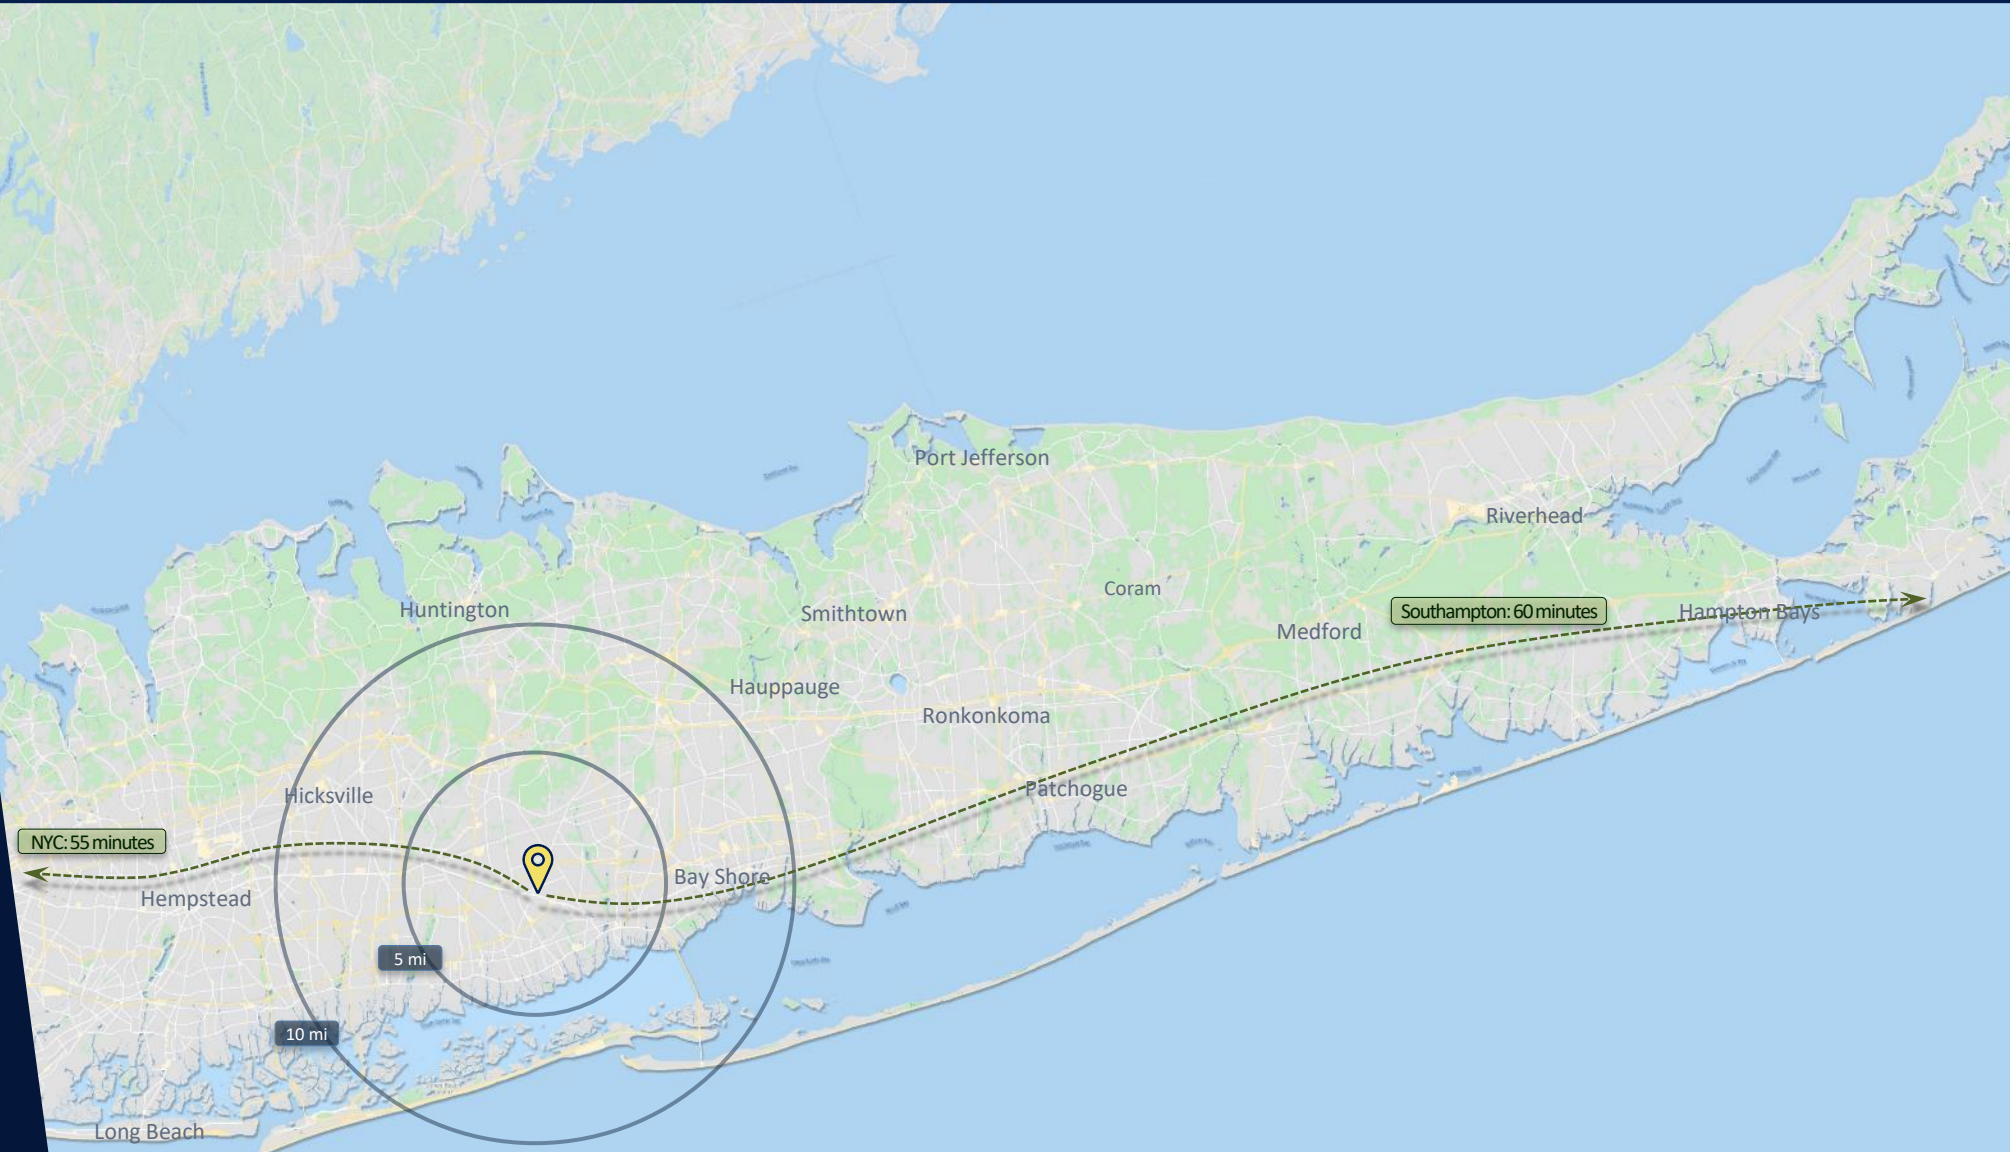 Port Jefferson
Riverhead
Coram
Huntington
Smithtown
Southampton: 60 minutes
Hampton Bays
Medford
Hauppauge
Ronkonkoma
Patchogue
Hicksville
NYC: 55 minutes
Bay Shore
Hempstead
5 mi
10 mi
Long Beach